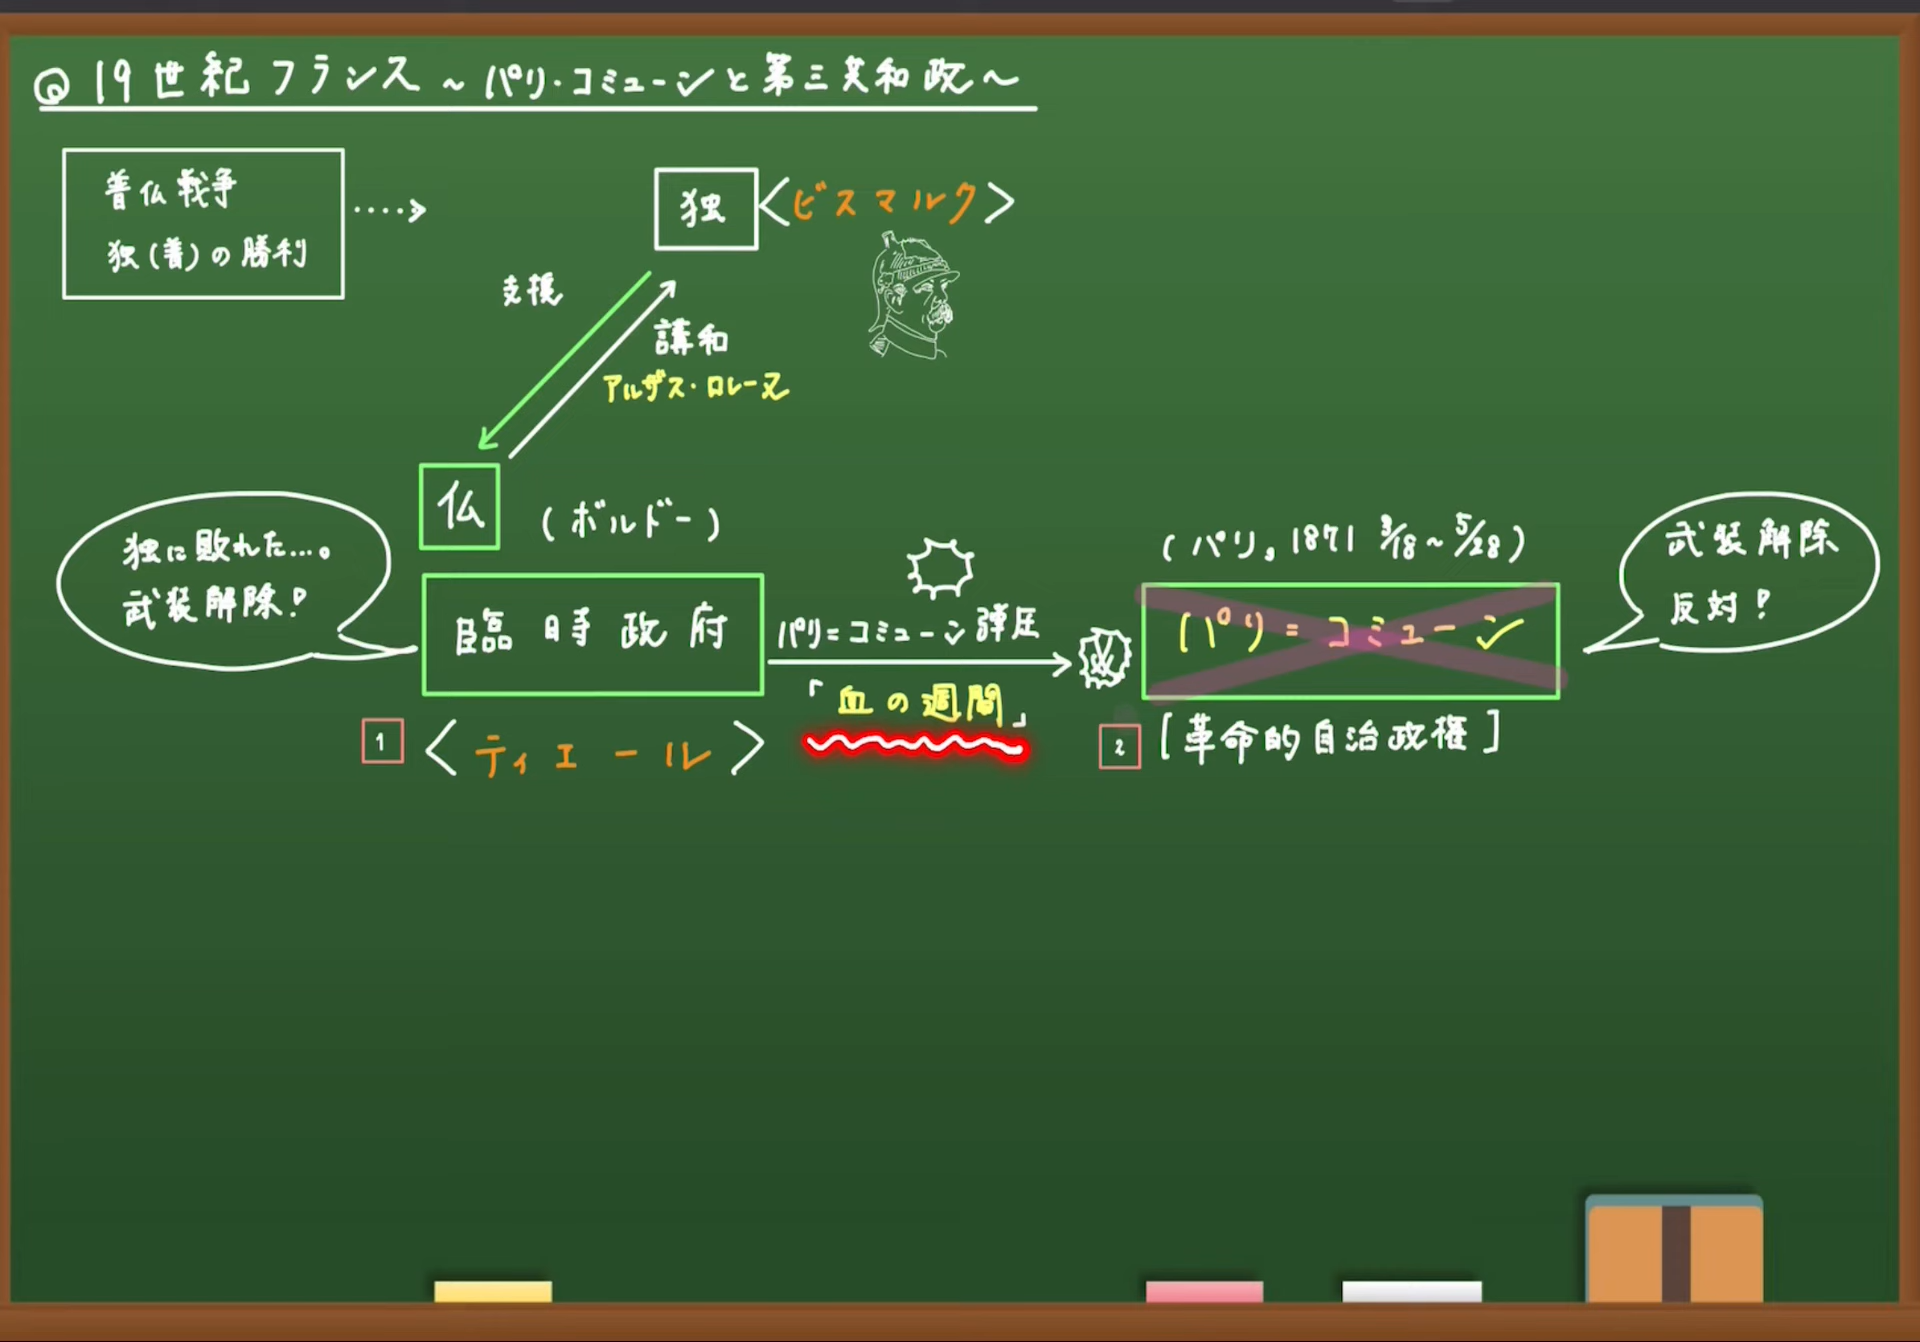 @ 19世紀フランス ~パリ・コミューンと第三共和政~
普仏戦争
独(普)の勝利
独
<ビスマルク>
支援
講和
アルザス・ロレーヌ
仏
(ボルドー)
独に敗れた…。
武装解除!
臨時政府
1
<ティエール>
パリ=コミューン弾圧
「血の週間」
(パリ。1871 3/18~5/28)
パリ=コミューン
2
[革命的自治政権]
武装解除
反対!